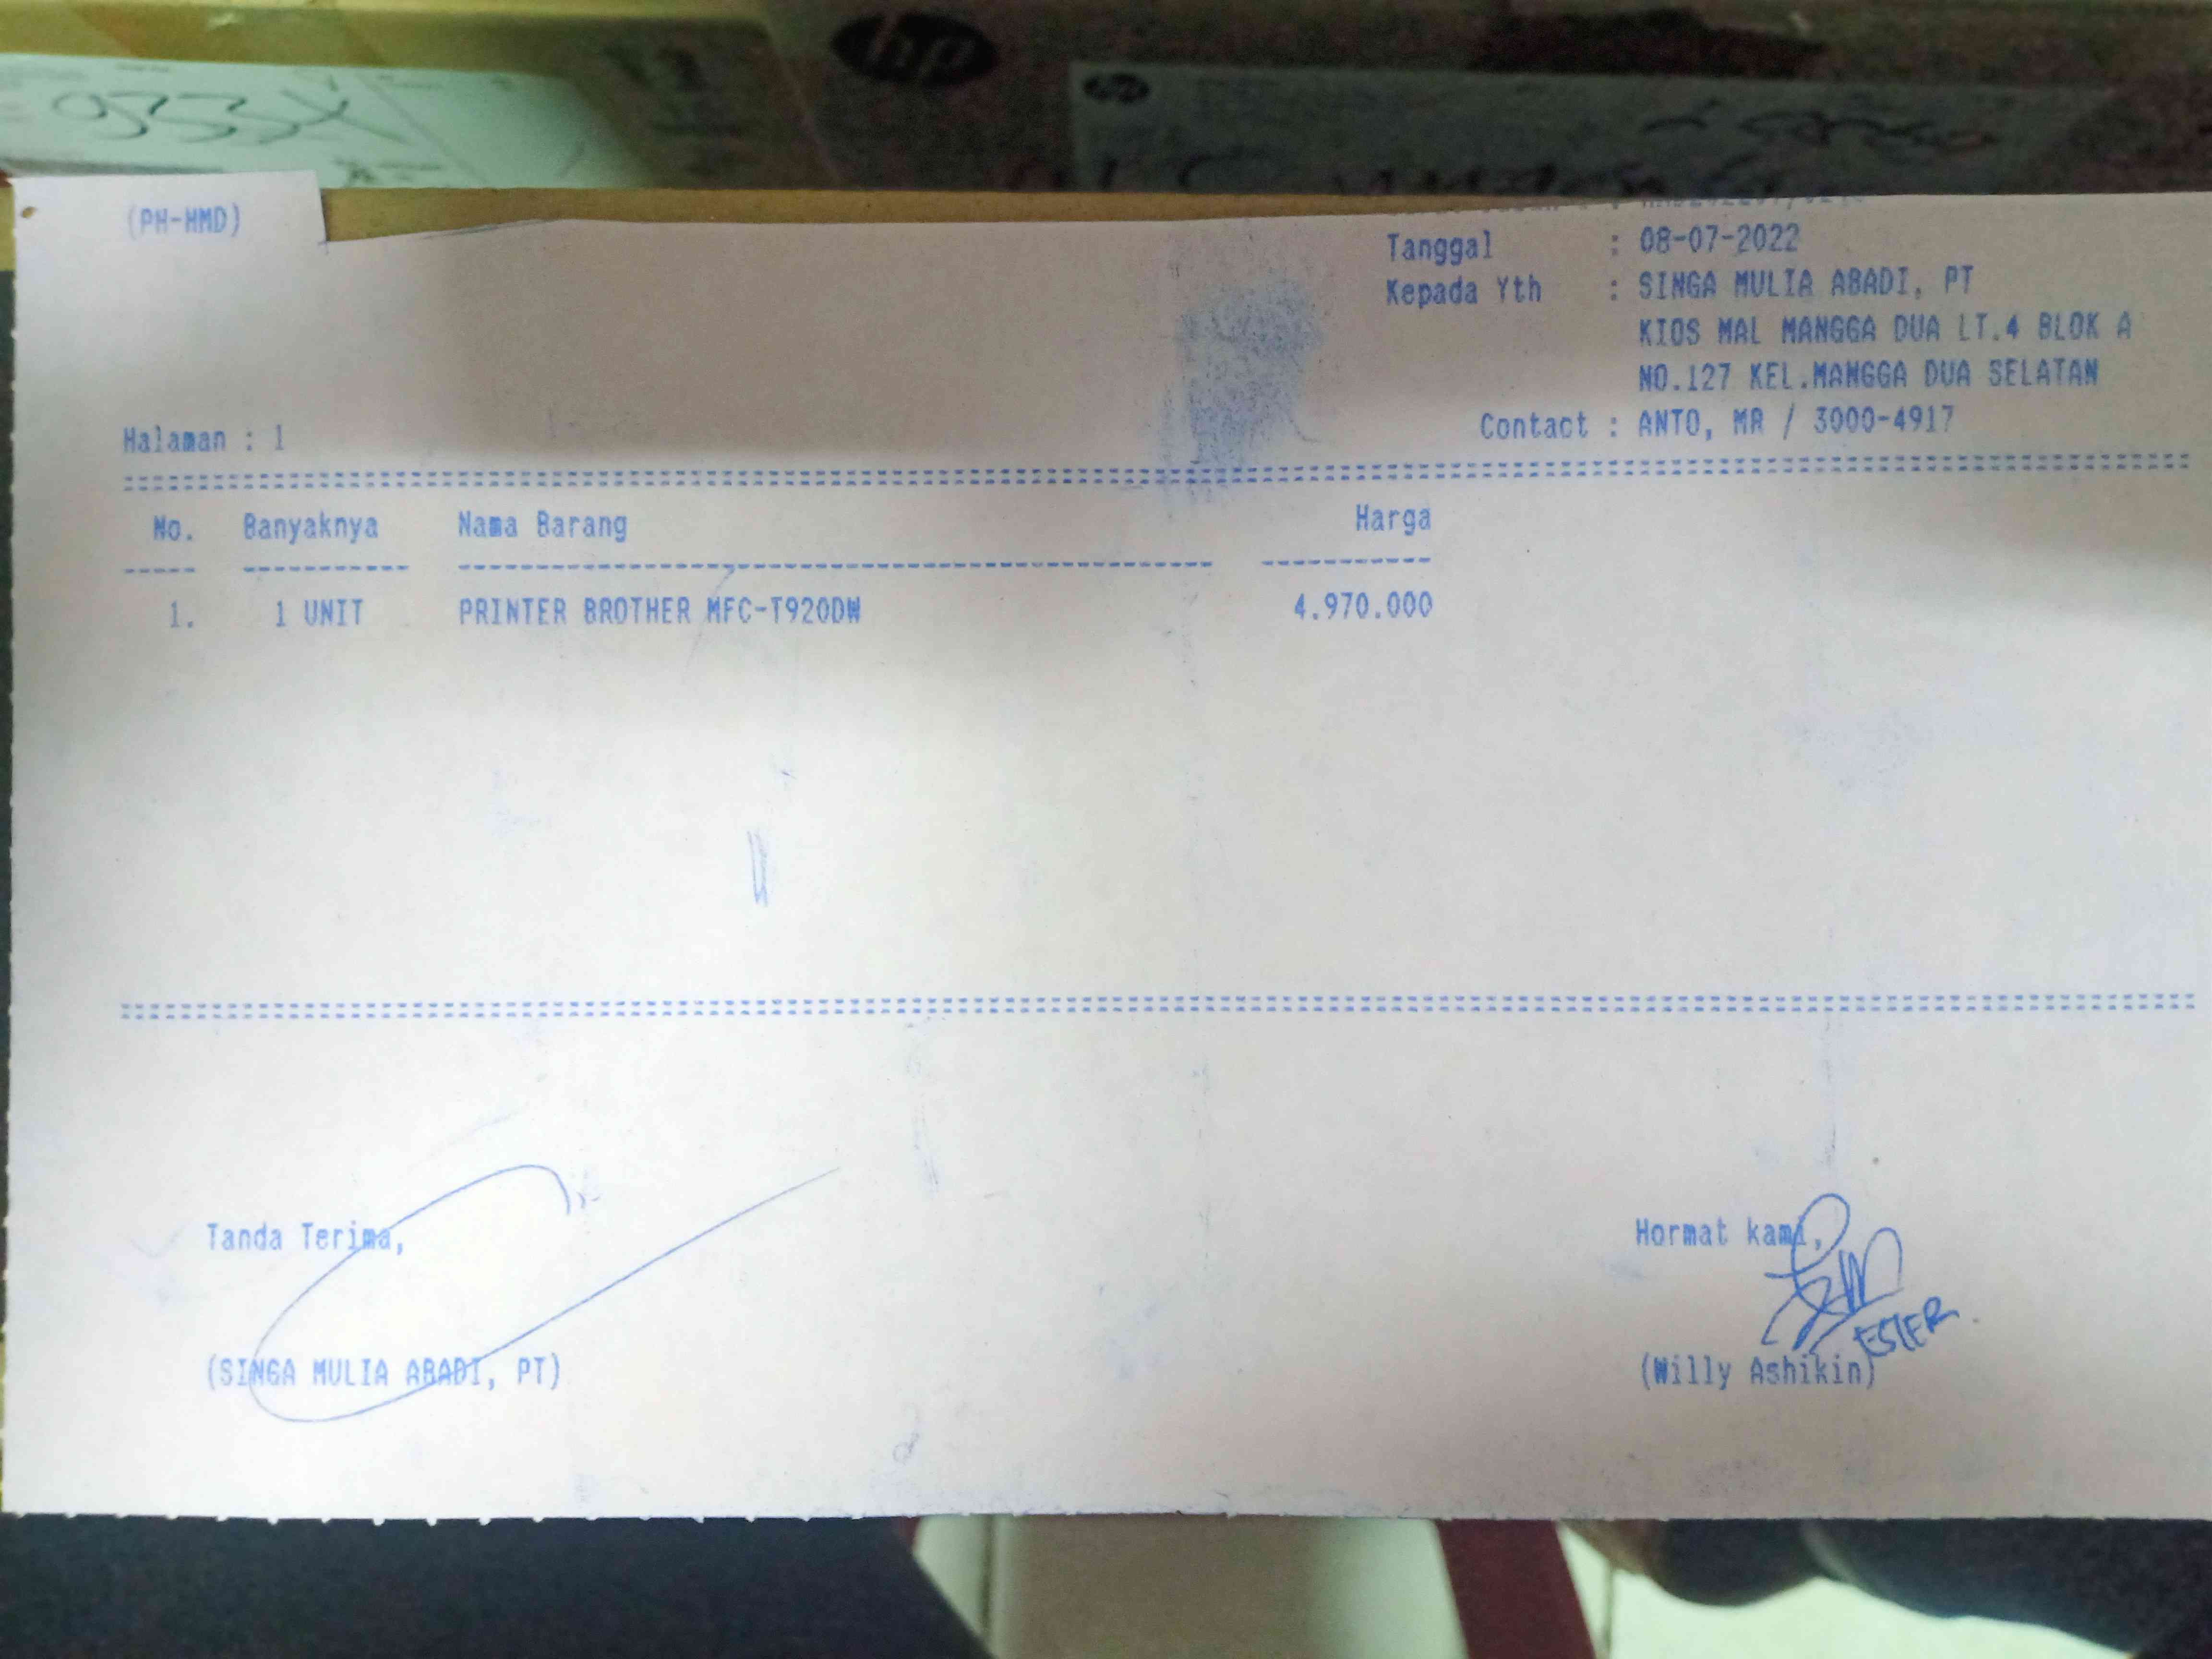 hp
933X
(PH-HMD)
Tanggal : 08-07-2022
Kepada Yth : SINGA MULIA ABADI, PT
KIOS MAL MANGGA DUA LT.4 BLOK A
NO.127 KEL.MANGGA DUA SELATAN
Contact : ANTO, MR / 3000-4917
Halaman : 1
No. Banyaknya Nama Barang Harga
1. 1 UNIT PRINTER BROTHER MFC-T920DW 4.970.000
Tanda Terima, Hormat kami,
ESTER
(SINGA MULIA ABADI, PT) (Willy Ashikin)